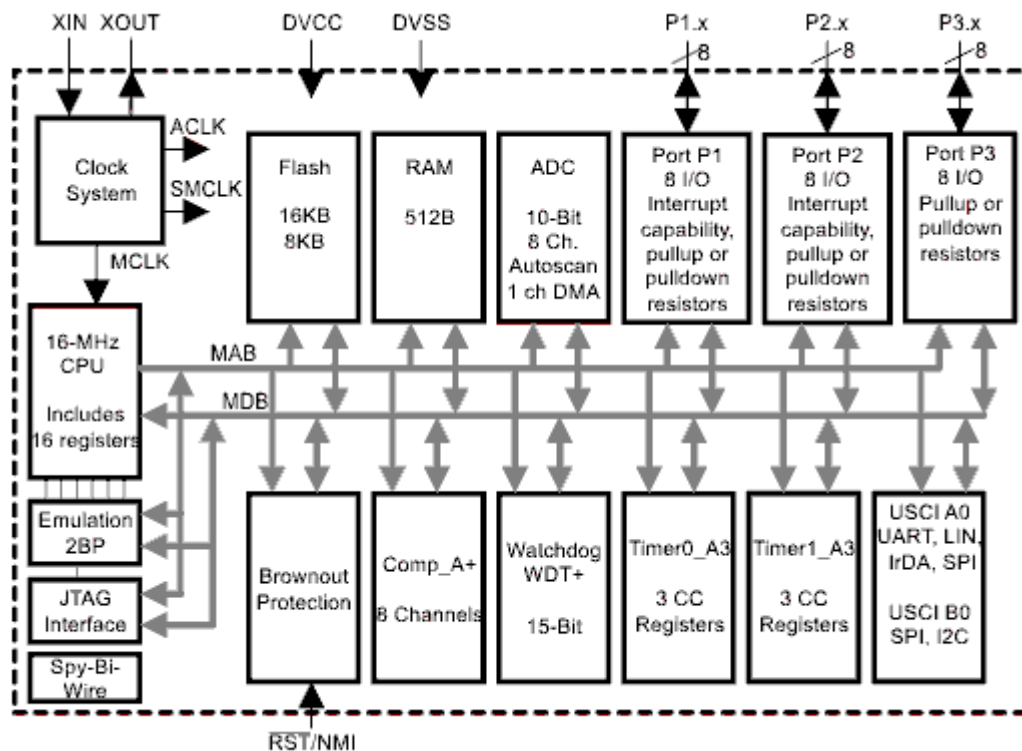 XIN
XOUT
DVCC
DVSS
P1.x
P2.x
P3.x
8
8
8
Clock
System
ACLK
SMCLK
MCLK
Flash
16KB
8KB
RAM
512B
ADC
10-Bit
8 Ch.
Autoscan
1 ch DMA
Port P1
8 I/O
Interrupt
capability,
pullup or
pulldown
resistors
Port P2
8 I/O
Interrupt
capability,
pullup or
pulldown
resistors
Port P3
8 I/O
Pullup or
pulldown
resistors
16-MHz
CPU
Includes
16 registers
MAB
MDB
Emulation
2BP
JTAG
Interface
Spy-Bi-
Wire
Brownout
Protection
Comp_A+
8 Channels
Watchdog
WDT+
15-Bit
Timer0_A3
3 CC
Registers
Timer1_A3
3 CC
Registers
USCI A0
UART, LIN,
IrDA, SPI
USCI B0
SPI, I2C
RST/NMI